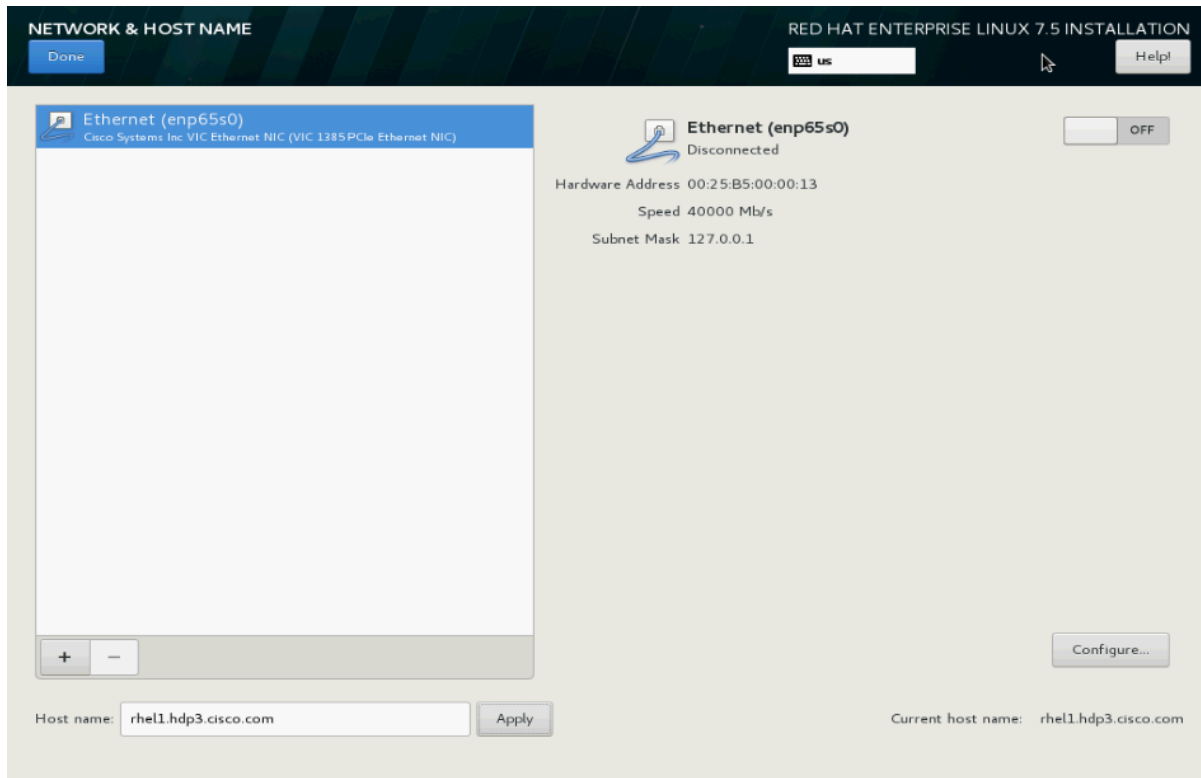 NETWORK & HOST NAME
RED HAT ENTERPRISE LINUX 7.5 INSTALLATION
Done
us
Help!
Ethernet (enp65s0)
Cisco Systems Inc VIC Ethernet NIC (VIC 1385 PCIe Ethernet NIC)
Ethernet (enp65s0)
Disconnected
OFF
Hardware Address 00:25:B5:00:00:13
Speed 40000 Mb/s
Subnet Mask 127.0.0.1
+ −
Configure...
Host name: rhel1.hdp3.cisco.com Apply Current host name: rhel1.hdp3.cisco.com